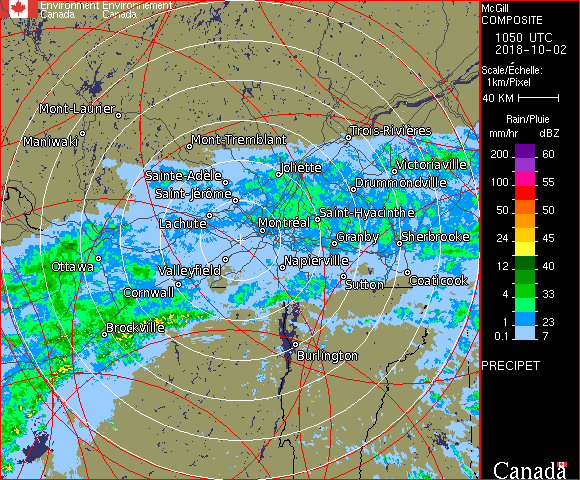 Environment Environnement
Canada Canada
Mont-Laurier
Maniwaki
Mont-Tremblant
Trois-Rivières
Victoriaville
Joliette
Sainte-Adèle
Drummondville
Saint-Jérôme
Saint-Hyacinthe
Lachute
Montréal
Granby
Sherbrooke
Ottawa
Valleyfield
Napierville
Coaticook
Cornwall
Sutton
Brockville
Burlington
McGill
COMPOSITE
1050 UTC
2018-10-02
Scale/Échelle:
1km/Pixel
40 KM
Rain/Pluie
mm/hr dBZ
200 60
100 55
50 50
24 45
12 40
4 33
1 23
0.1 7
PRECIPET
Canada